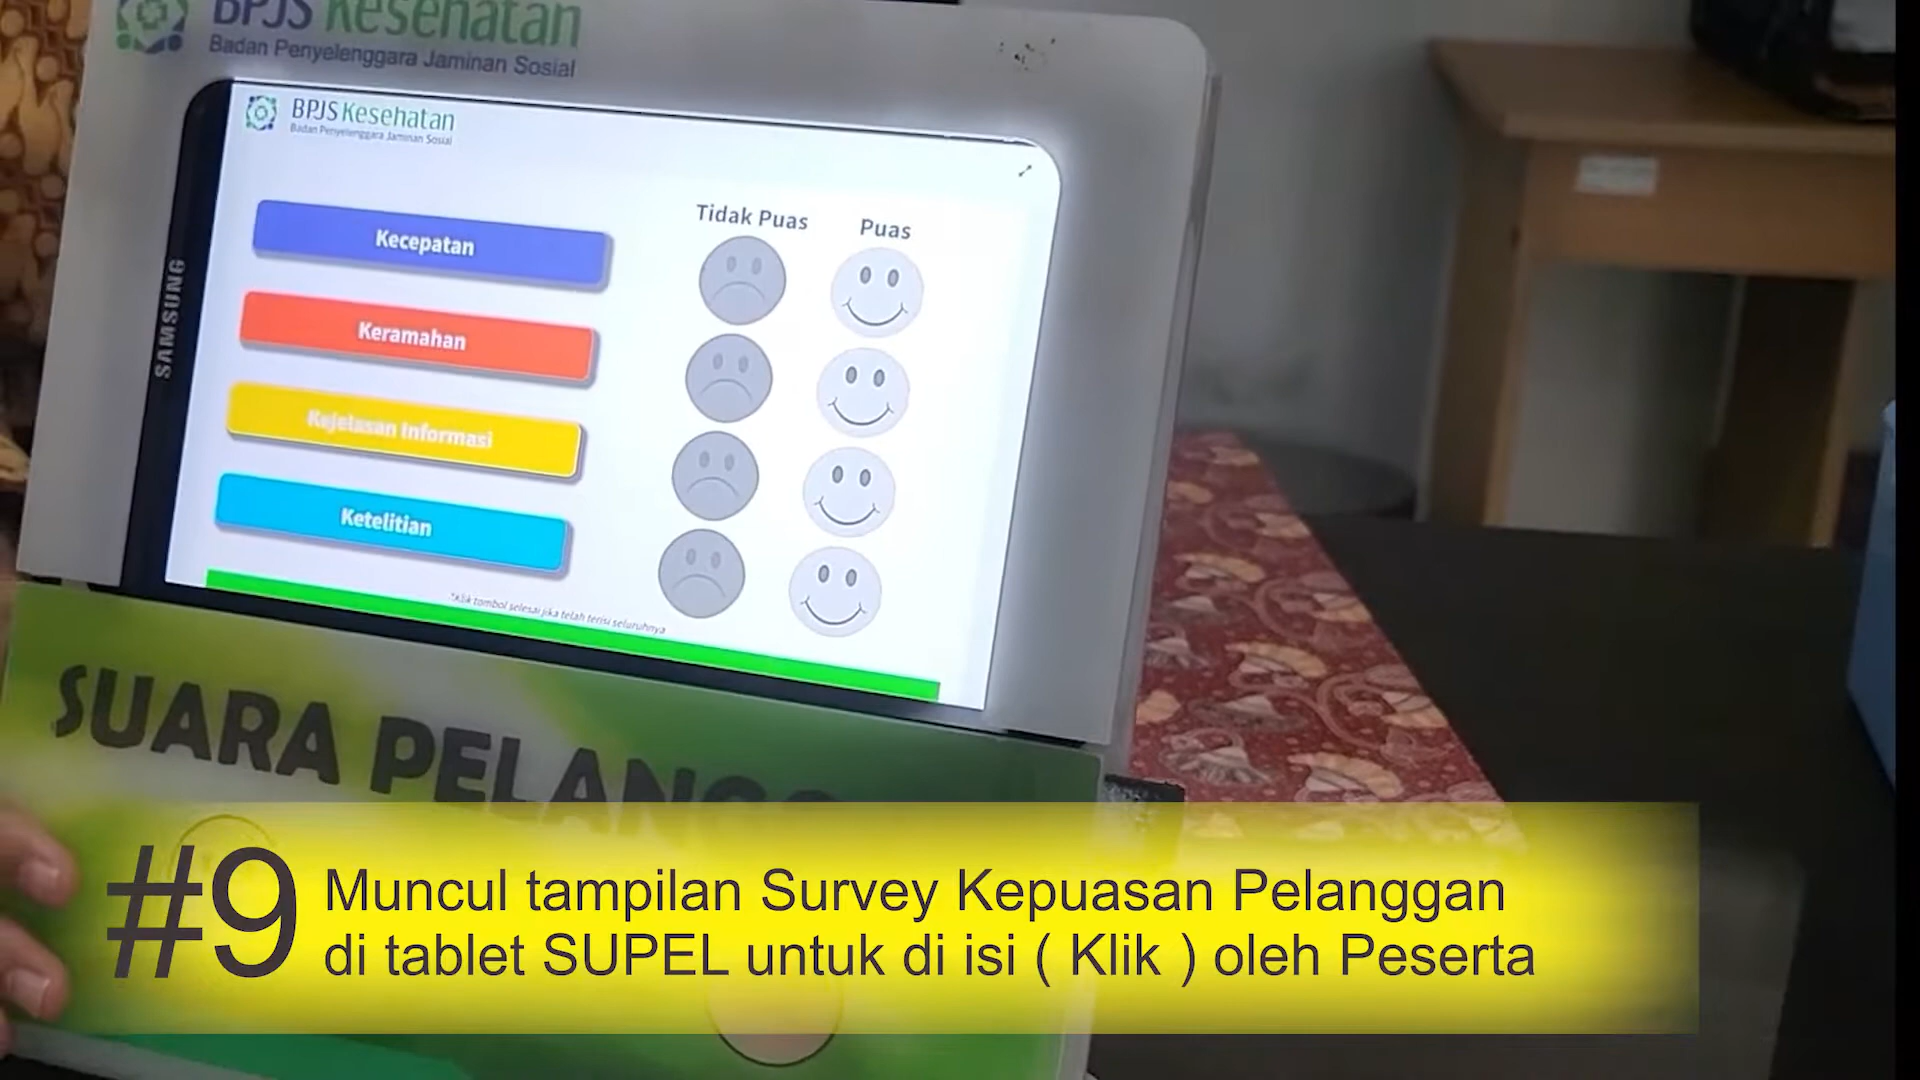 BPJS Kesehatan
Badan Penyelenggara Jaminan Sosial
BPJS Kesehatan
Badan Penyelenggara Jaminan Sosial
Tidak Puas Puas
Kecepatan
Keramahan
Kejelasan Informasi
Ketelitian
*Klik tombol selesai jika telah terisi seluruhnya
SAMSUNG
SUARA
#9 Muncul tampilan Survey Kepuasan Pelanggan
di tablet SUPEL untuk di isi ( Klik ) oleh Peserta